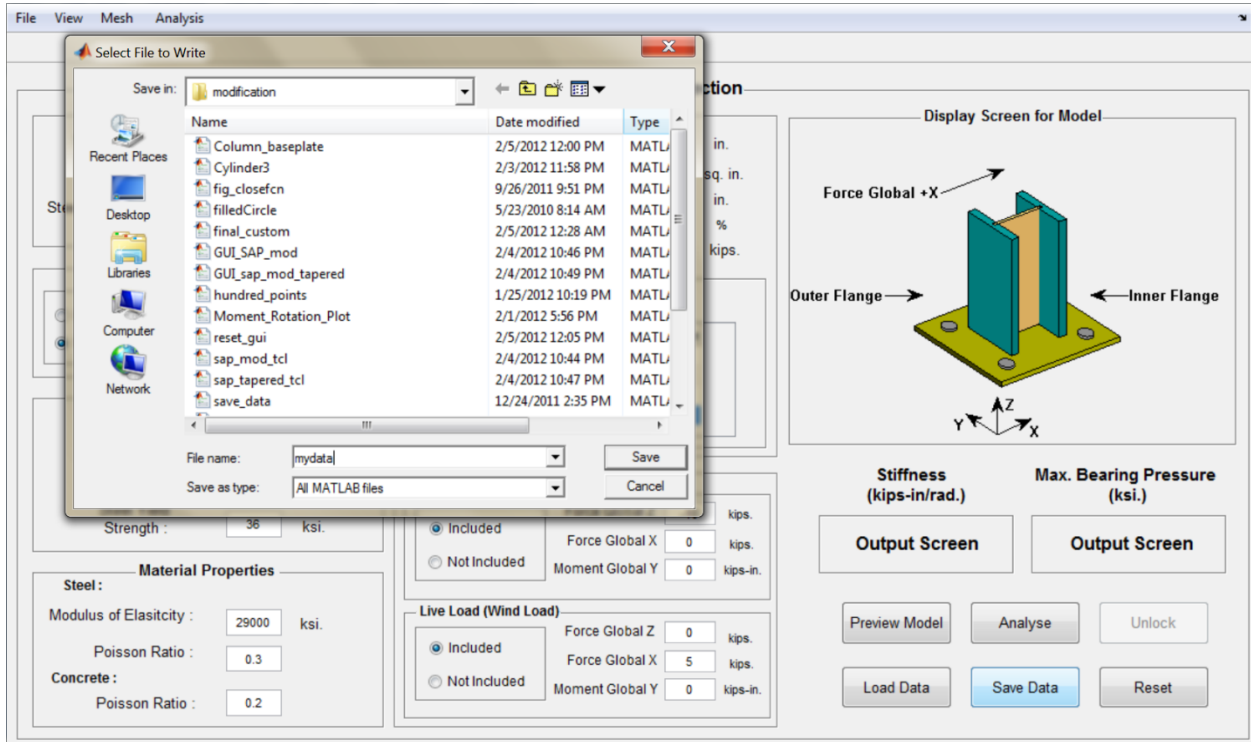 File View Mesh Analysis
Select File to Write
Save in: modification
Name Date modified Type
Column_baseplate 2/5/2012 12:00 PM MATL
Cylinder3 2/3/2012 11:58 PM MATL
fig_closefcn 9/26/2011 9:51 PM MATL
filledCircle 5/23/2010 8:14 AM MATL
final_custom 2/5/2012 12:28 AM MATL
GUI_SAP_mod 2/4/2012 10:46 PM MATL
GUI_sap_mod_tapered 2/4/2012 10:49 PM MATL
hundred_points 1/25/2012 10:19 PM MATL
Moment_Rotation_Plot 2/1/2012 5:56 PM MATL
reset_gui 2/5/2012 12:05 PM MATL
sap_mod_tcl 2/4/2012 10:44 PM MATL
sap_tapered_tcl 2/4/2012 10:47 PM MATL
save_data 12/24/2011 2:35 PM MATL
Recent Places
Desktop
Libraries
Computer
Network
File name: mydata
Save as type: All MATLAB files
Save
Cancel
ction
in.
sq. in.
in.
%
kips.
Ste
Strength : 36 ksi.
Material Properties
Steel :
Modulus of Elasitcity : 29000 ksi.
Poisson Ratio : 0.3
Concrete :
Poisson Ratio : 0.2
Included
Not Included
kips.
Force Global X 0 kips.
Moment Global Y 0 kips-in.
Live Load (Wind Load)
Included
Not Included
Force Global Z 0 kips.
Force Global X 5 kips.
Moment Global Y 0 kips-in.
Display Screen for Model
Force Global +X
Outer Flange
Inner Flange
Z
Y
X
Stiffness
(kips-in/rad.)
Max. Bearing Pressure
(ksi.)
Output Screen
Output Screen
Preview Model Analyse Unlock
Load Data Save Data Reset